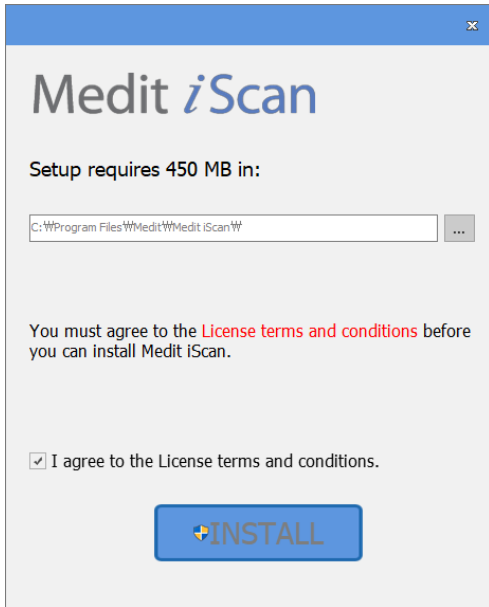 Medit iScan
Setup requires 450 MB in:
C:₩Program Files₩Medit₩Medit iScan₩
...
You must agree to the License terms and conditions before
you can install Medit iScan.
I agree to the License terms and conditions.
INSTALL